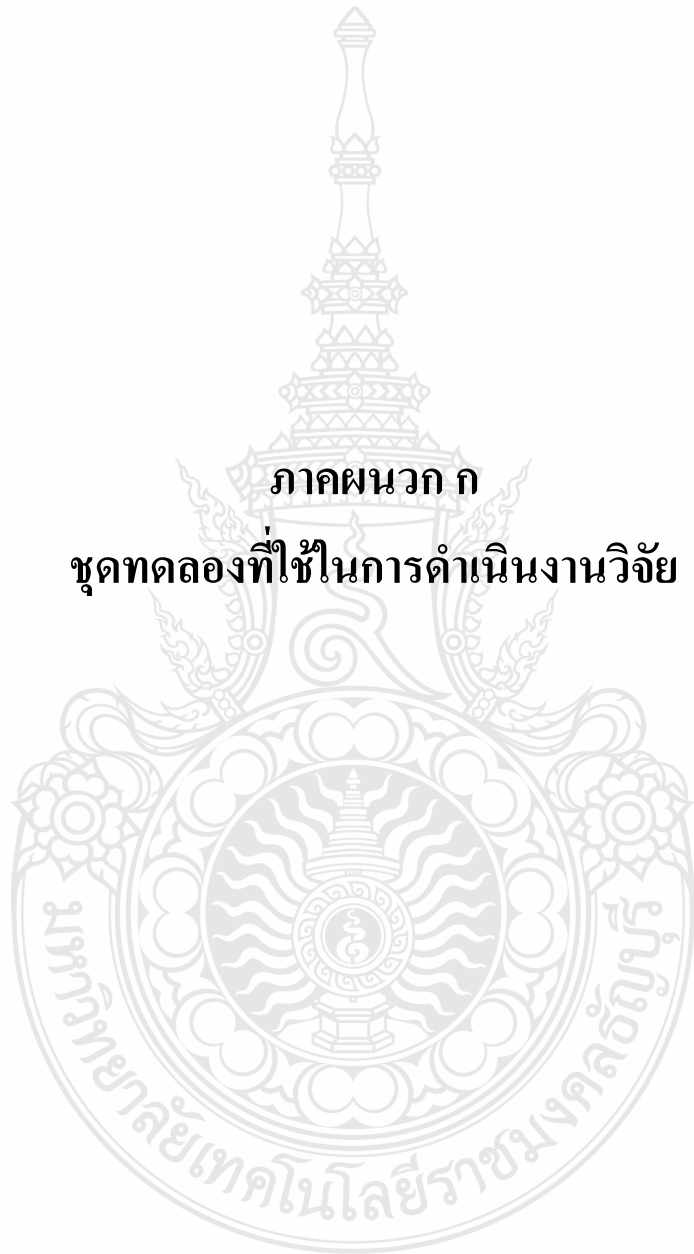 ภาคผนวก ก
ชุดทดลองที่ใช้ในการดำเนินงานวิจัย
มหาวิทยาลัยเทคโนโลยีราชมงคลธัญบุรี